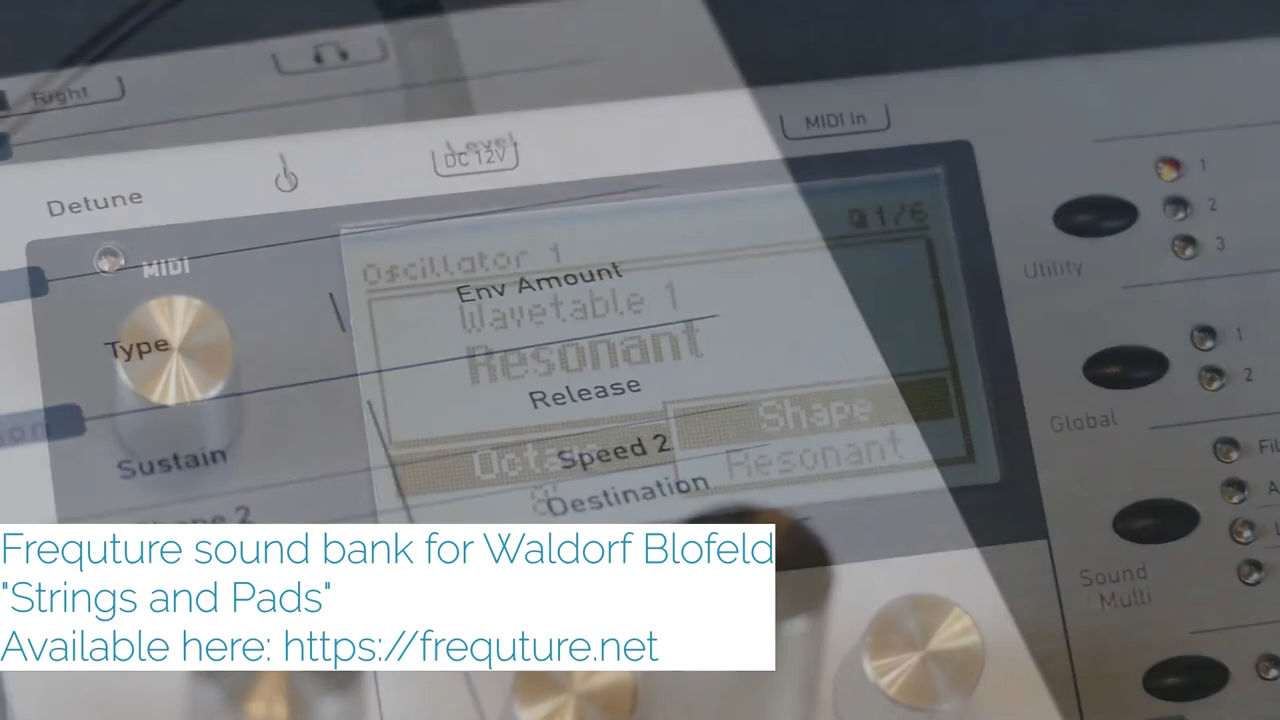 Right
Level
DC 12V
MIDI In
1
2
3
Utility
Detune
MIDI
Oscillator 1
1/6
Env Amount
Wavetable 1
Resonant
Type
Release
Shape
1
2
Global
Sustain
Speed 2
Resonant
Destination
Sound
Multi
Frequture sound bank for Waldorf Blofeld
"Strings and Pads"
Available here: https://frequture.net